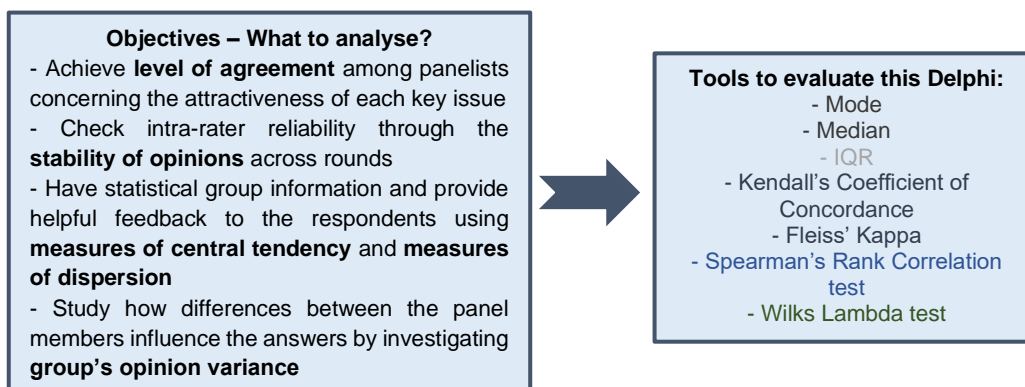 Objectives – What to analyse?
- Achieve level of agreement among panelists
concerning the attractiveness of each key issue
- Check intra-rater reliability through the
stability of opinions across rounds
- Have statistical group information and provide
helpful feedback to the respondents using
measures of central tendency and measures
of dispersion
- Study how differences between the panel
members influence the answers by investigating
group's opinion variance
Tools to evaluate this Delphi:
- Mode
- Median
- IQR
- Kendall's Coefficient of
Concordance
- Fleiss' Kappa
- Spearman's Rank Correlation
test
- Wilks Lambda test